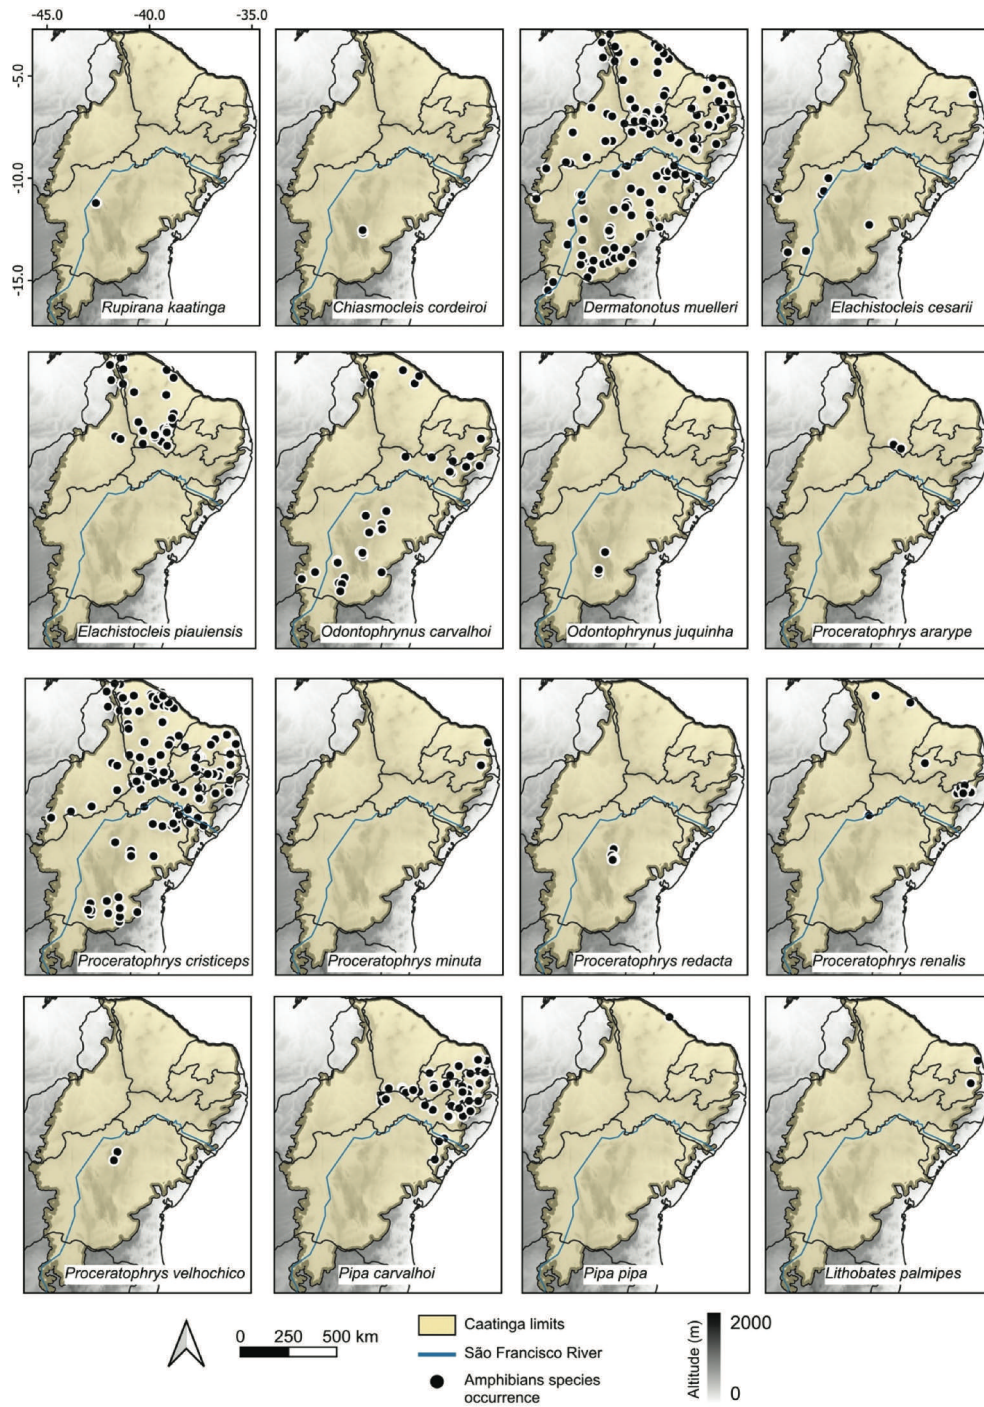 -45.0 -40.0 -35.0
-5.0
-10.0
-15.0
Rupirana kaatinga
Chiasmocleis cordeiroi
Dermatonotus muelleri
Elachistocleis cesarii
Elachistocleis piauiensis
Odontophrynus carvalhoi
Odontophrynus juquinha
Proceratophrys ararype
Proceratophrys cristiceps
Proceratophrys minuta
Proceratophrys redacta
Proceratophrys renalis
Proceratophrys velhochico
Pipa carvalhoi
Pipa pipa
Lithobates palmipes
0 250 500 km
Caatinga limits
São Francisco River
Amphibians species
occurrence
Altitude (m)
2000
0